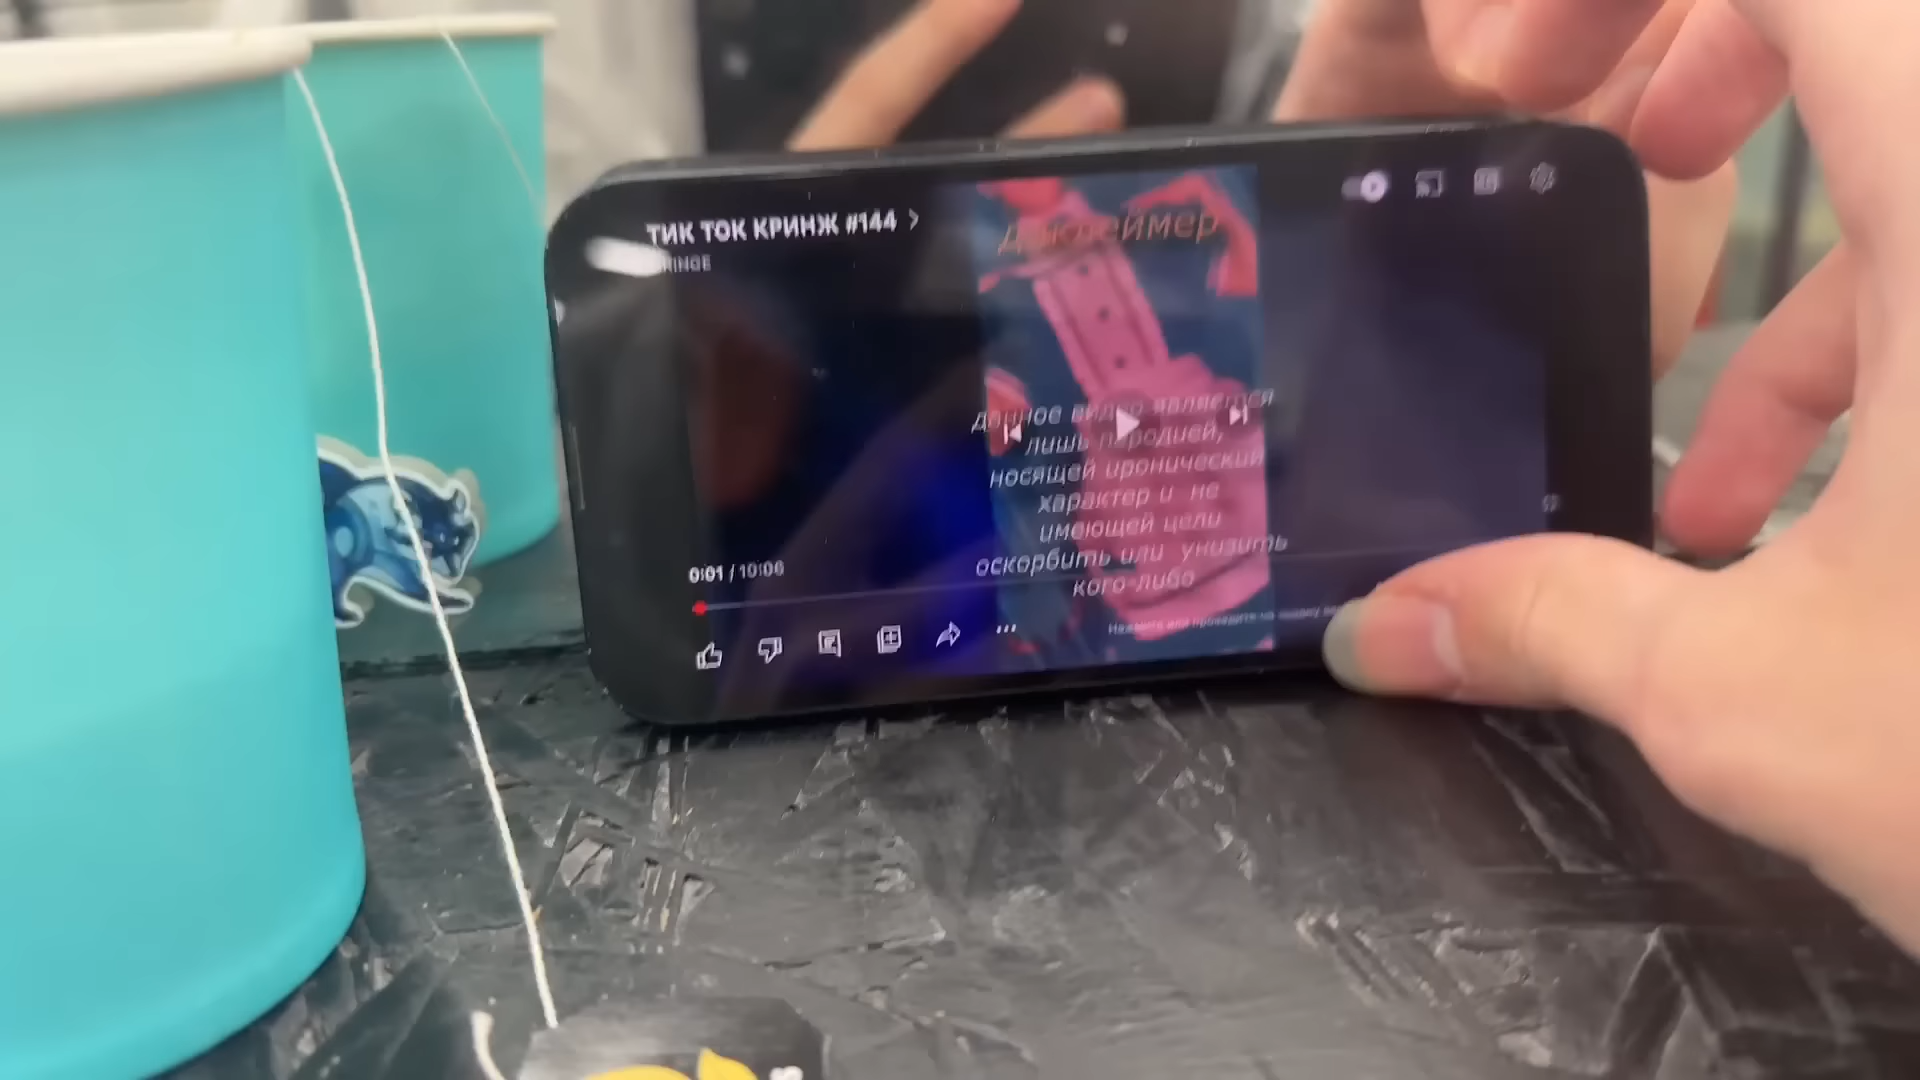 ТИК ТОК КРИНЖ #144
дисклеймер
данное видео является
лишь пародией,
носящей иронический
характер и не
имеющей цели
оскорбить или унизить
кого-либо
0:01 / 10:06